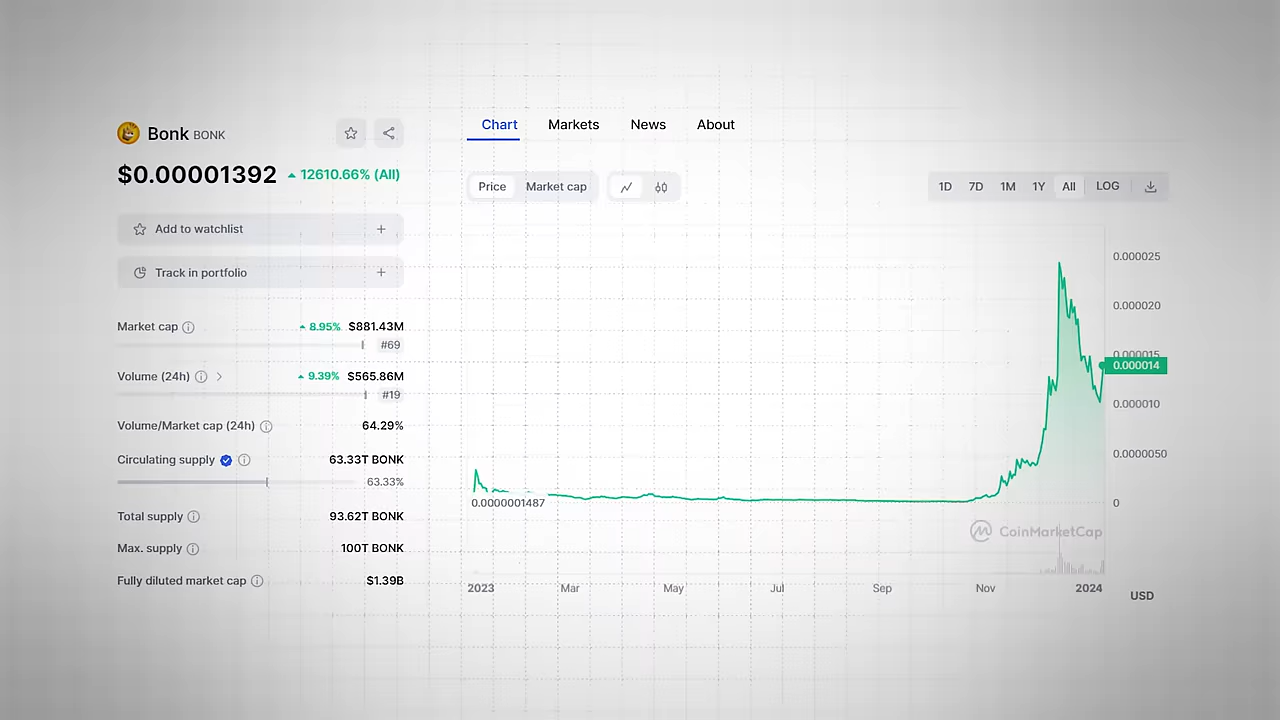 Bonk BONK
$0.00001392 12610.66% (All)
Add to watchlist
Track in portfolio
Market cap 8.95% $881.43M
#69
Volume (24h) 9.39% $565.86M
#19
Volume/Market cap (24h) 64.29%
Circulating supply 63.33T BONK
63.33%
Total supply 93.62T BONK
Max. supply 100T BONK
Fully diluted market cap $1.39B
Chart Markets News About
Price Market cap
1D 7D 1M 1Y All LOG
0.000025
0.000020
0.000015
0.000014
0.000010
0.0000050
0
0.0000001487
CoinMarketCap
2023 Mar May Jul Sep Nov 2024
USD